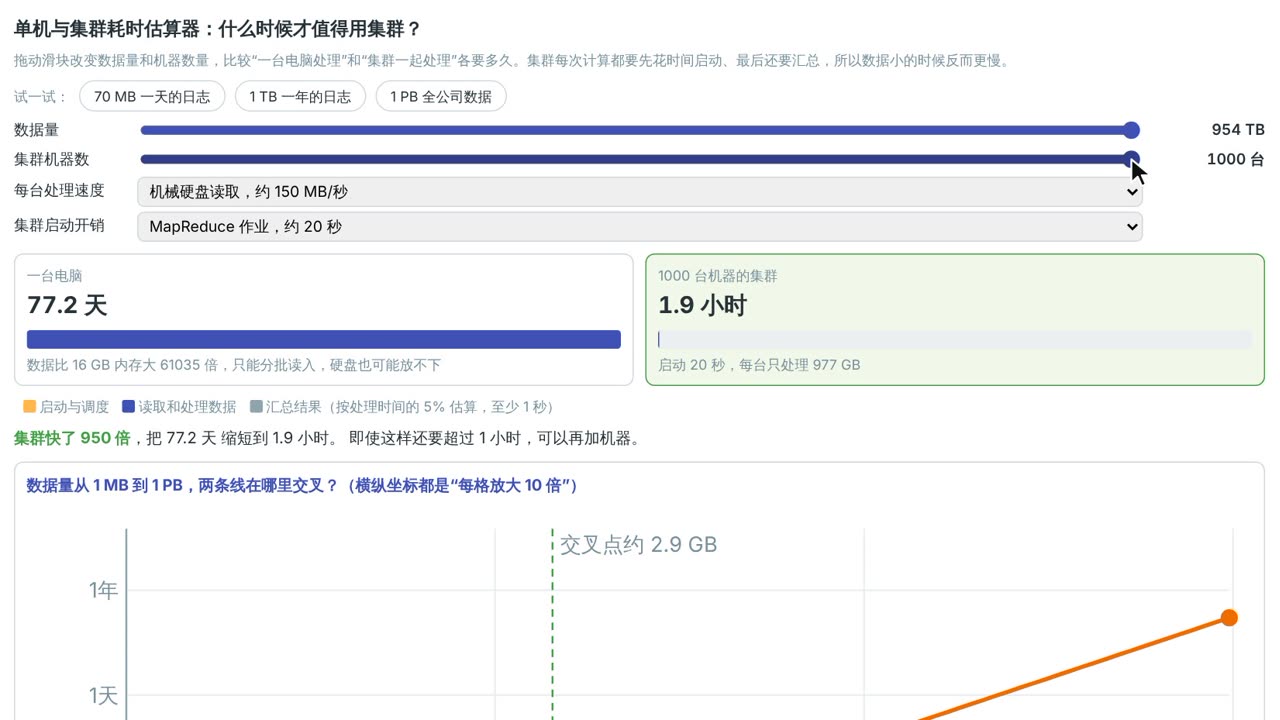 单机与集群耗时估算器：什么时候才值得用集群？
拖动滑块改变数据量和机器数量，比较“一台电脑处理”和“集群一起处理”各要多久。集群每次计算都要先花时间启动、最后还要汇总，所以数据小的时候反而更慢。
试一试： 70 MB 一天的日志 1 TB 一年的日志 1 PB 全公司数据
数据量 954 TB
集群机器数 1000 台
每台处理速度 机械硬盘读取，约 150 MB/秒
集群启动开销 MapReduce 作业，约 20 秒
一台电脑
77.2 天
数据比 16 GB 内存大 61035 倍，只能分批读入，硬盘也可能放不下
1000 台机器的集群
1.9 小时
启动 20 秒，每台只处理 977 GB
启动与调度 读取和处理数据 汇总结果（按处理时间的 5% 估算，至少 1 秒）
集群快了 950 倍，把 77.2 天 缩短到 1.9 小时。 即使这样还要超过 1 小时，可以再加机器。
数据量从 1 MB 到 1 PB，两条线在哪里交叉？（横纵坐标都是“每格放大 10 倍”）
交叉点约 2.9 GB
1年
1天